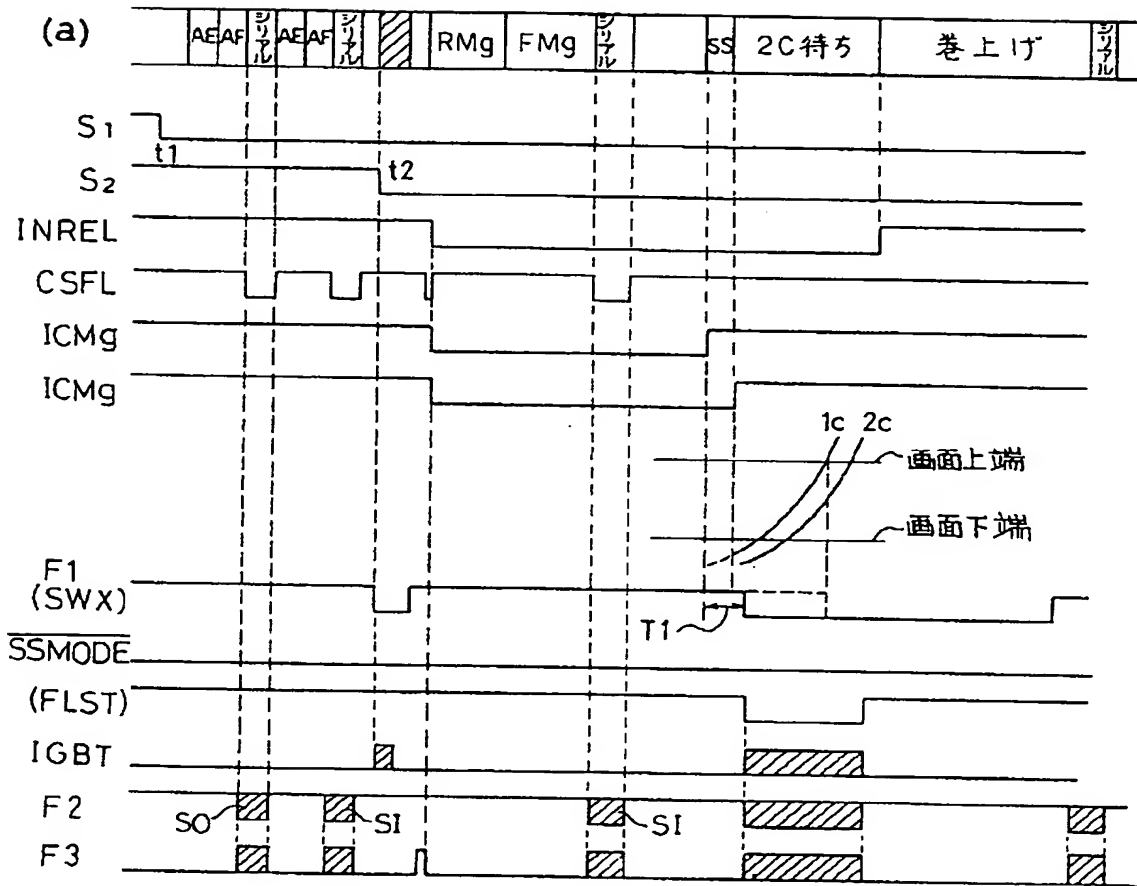 (a)
AE AF シリアル AE AF シリアル RMg FMg シリアル SS 2C待ち 巻上げ シリアル
S1
t1
S2
t2
INREL
CSFL
ICMg
ICMg
1c 2c
画面上端
画面下端
F1
(SWX)
T1
SSMODE
(FLST)
IGBT
F2
SO
SI
SI
F3